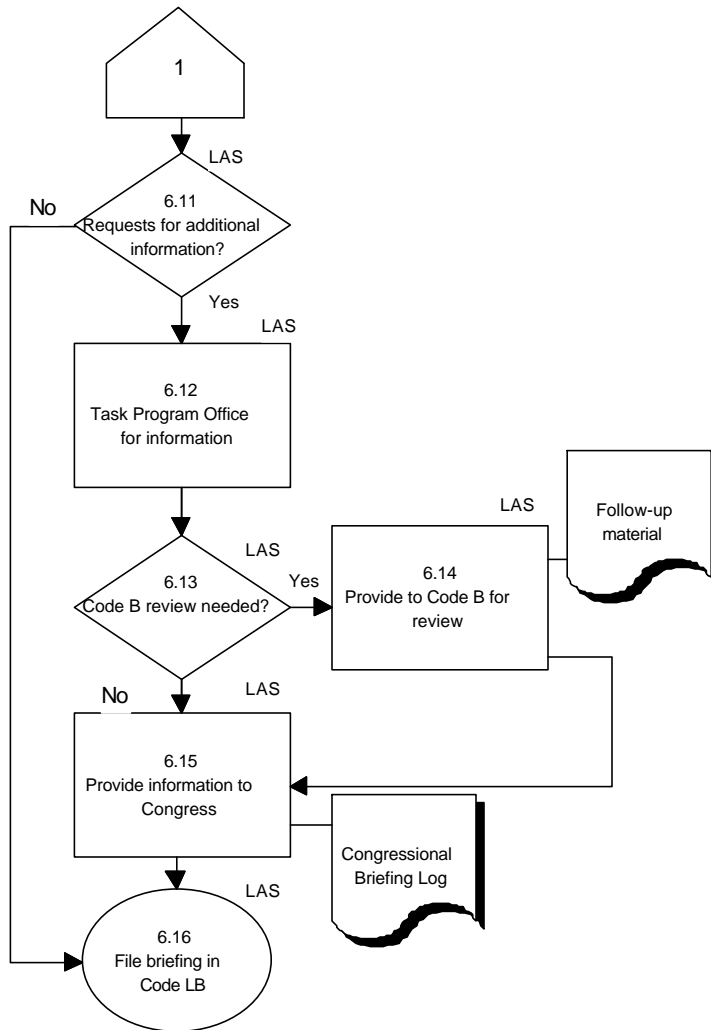 1
LAS
No
6.11
Requests for additional
information?
Yes
LAS
6.12
Task Program Office
for information
LAS
6.13
Code B review needed?
Yes
LAS
6.14
Provide to Code B for
review
Follow-up
material
No
LAS
6.15
Provide information to
Congress
Congressional
Briefing Log
LAS
6.16
File briefing in
Code LB